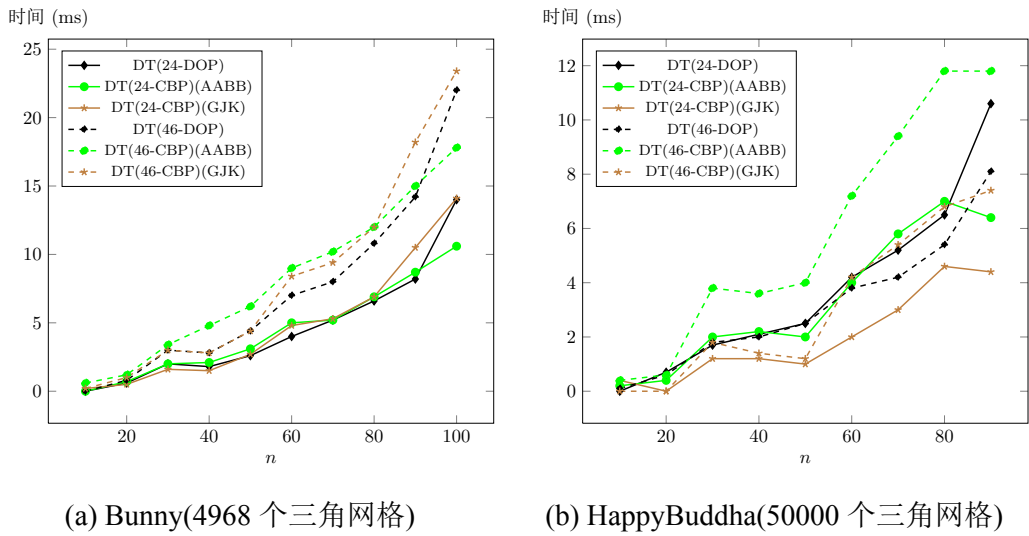 时间 (ms)
25
20
15
10
5
0
DT(24-DOP)
DT(24-CBP)(AABB)
DT(24-CBP)(GJK)
DT(46-DOP)
DT(46-CBP)(AABB)
DT(46-CBP)(GJK)
20 40 60 80 100
n
(a) Bunny(4968 个三角网格)
时间 (ms)
12
10
8
6
4
2
0
DT(24-DOP)
DT(24-CBP)(AABB)
DT(24-CBP)(GJK)
DT(46-DOP)
DT(46-CBP)(AABB)
DT(46-CBP)(GJK)
20 40 60 80
n
(b) HappyBuddha(50000 个三角网格)